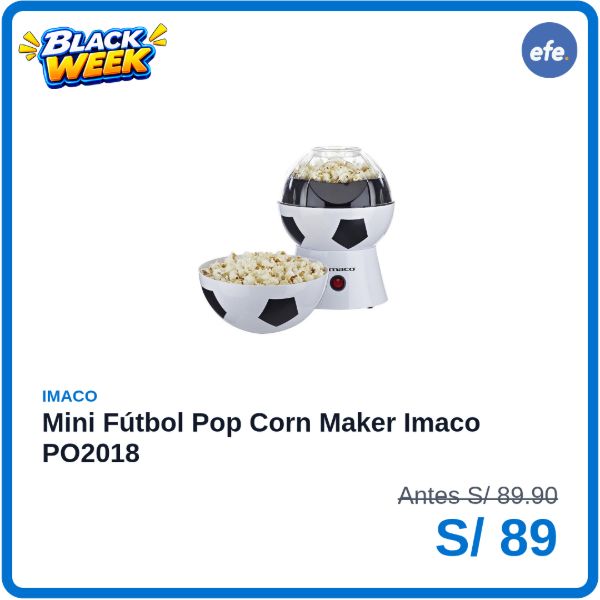 BLACK
WEEK
efe.
imaco
IMACO
Mini Fútbol Pop Corn Maker Imaco
PO2018
Antes S/ 89.90
S/ 89